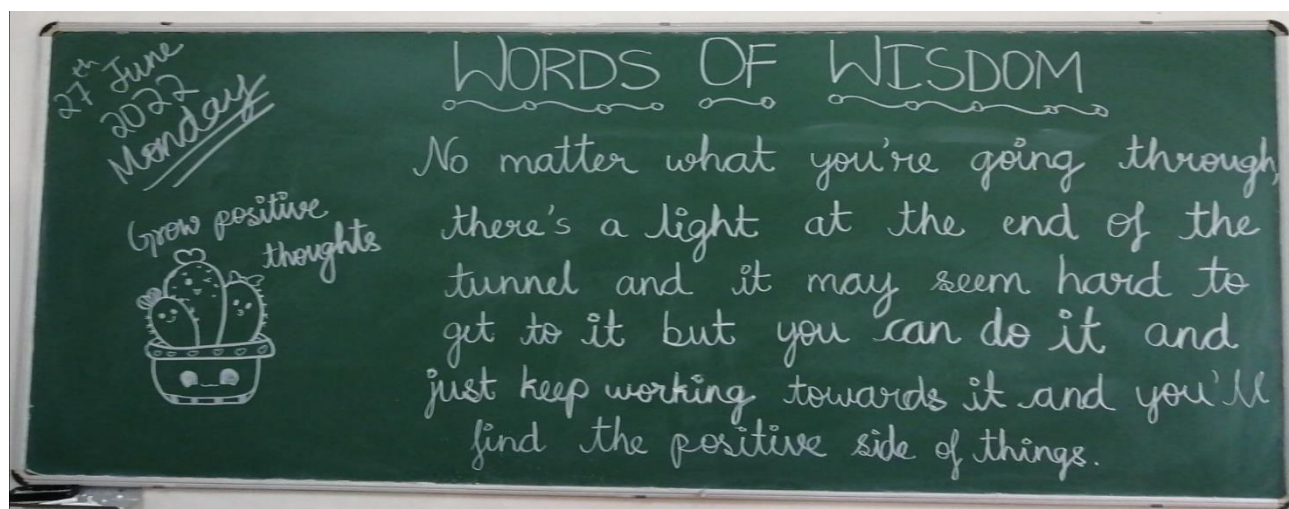 27th June
2022
Monday
Grow positive
thoughts
WORDS OF WISDOM
No matter what you're going through,
there's a light at the end of the
tunnel and it may seem hard to
get to it but you can do it and
just keep working towards it and you'll
find the positive side of things.